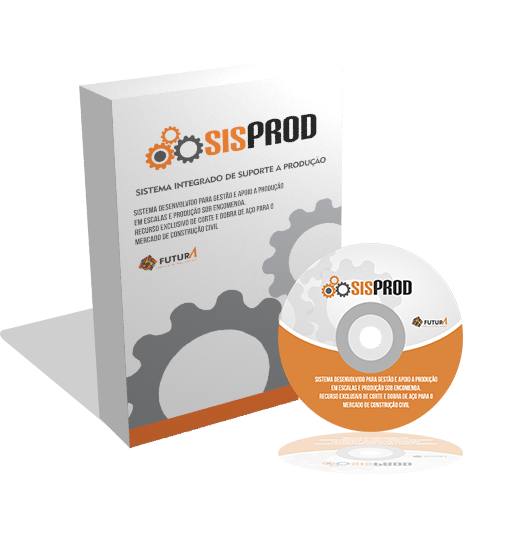 SISPROD
SISTEMA INTEGRADO DE SUPORTE A PRODUÇÃO
SISTEMA DESENVOLVIDO PARA GESTÃO E APOIO A PRODUÇÃO
EM ESCALAS E PRODUÇÃO SOB ENCOMENDA.
RECURSO EXCLUSIVO DE CORTE E DOBRA DE AÇO PARA O
MERCADO DE CONSTRUÇÃO CIVIL
FUTURA
SISPROD
FUTURA
SISTEMA DESENVOLVIDO PARA GESTÃO E APOIO A PRODUÇÃO
EM ESCALAS E PRODUÇÃO SOB ENCOMENDA.
RECURSO EXCLUSIVO DE CORTE E DOBRA DE AÇO PARA O
MERCADO DE CONSTRUÇÃO CIVIL